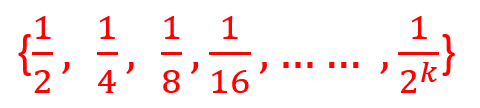 {1/2, 1/4, 1/8, 1/16, ... ... , 1/2^k}